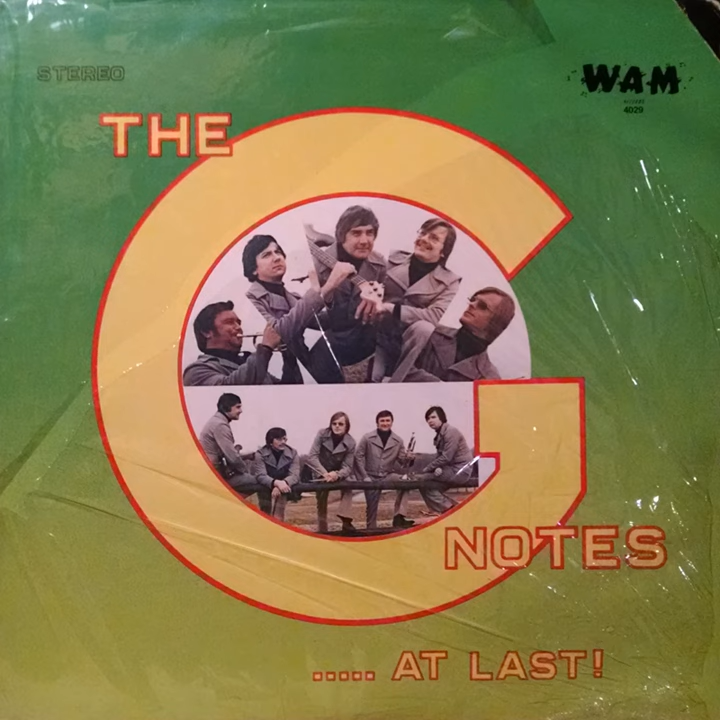 STEREO
WAM
4029
THE
G
NOTES
..... AT LAST!